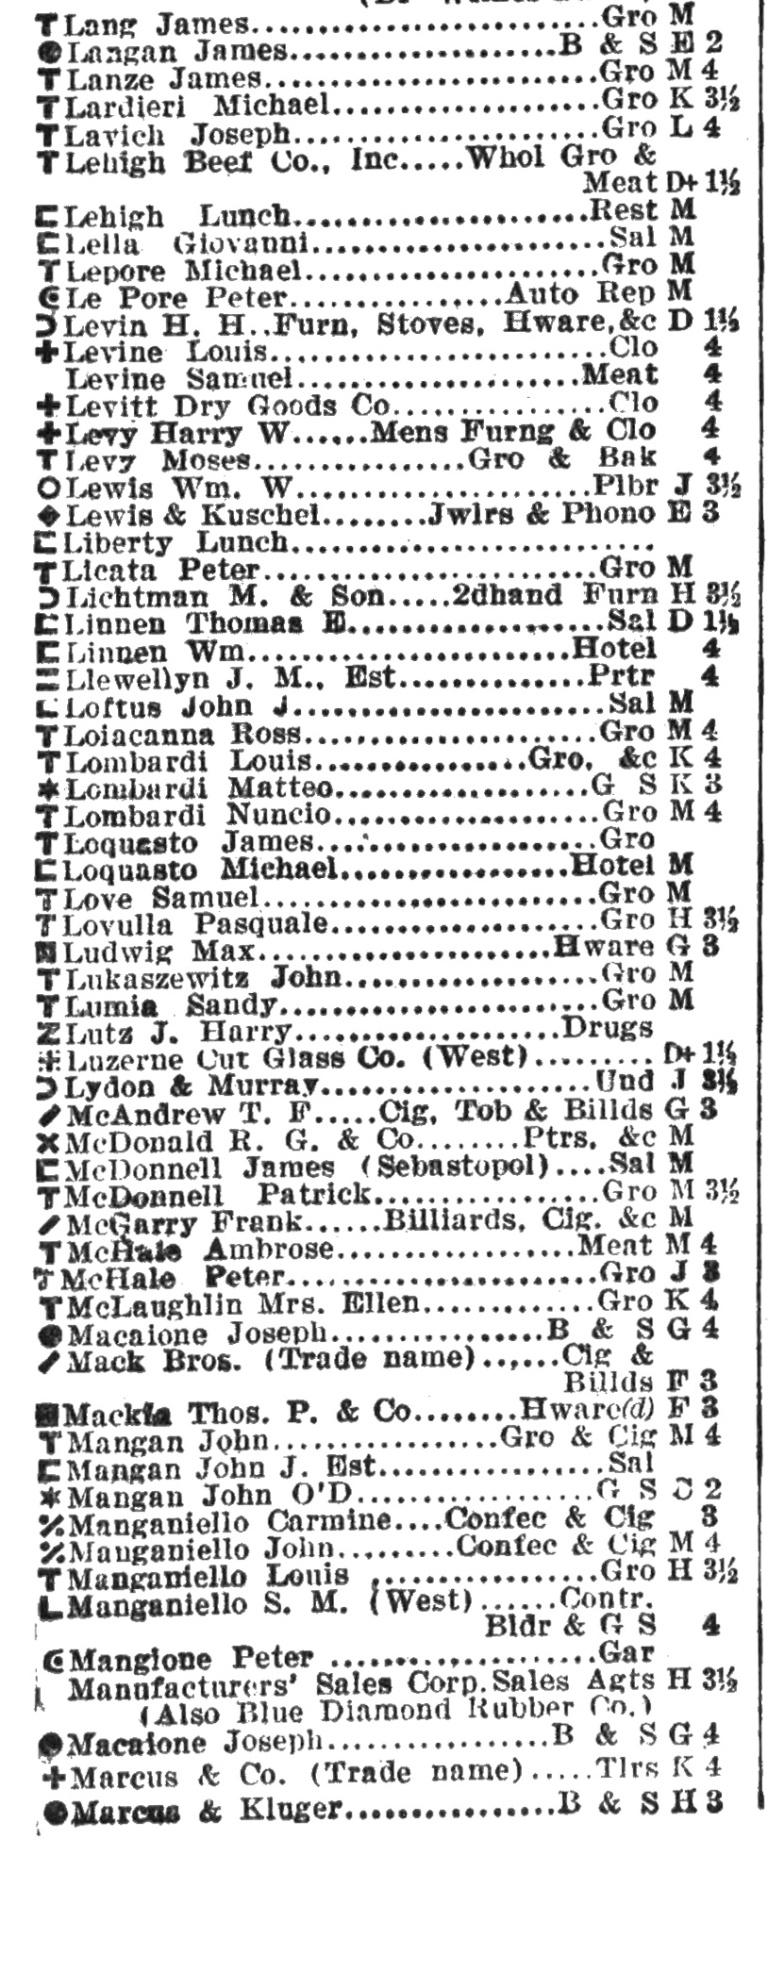 T Lang James..............................Gro M
● Langan James.......................B & S E 2
T Lanze James.............................Gro M 4
T Lardieri Michael.......................Gro K 3½
T Lavich Joseph..........................Gro L 4
T Lehigh Beef Co., Inc.....Whol Gro &
Meat D+ 1½
⊏ Lehigh Lunch.........................Rest M
⊏ Lella Giovanni.........................Sal M
T Lepore Michael.........................Gro M
Le Pore Peter..................Auto Rep M
⊐ Levin H. H..Furn, Stoves, Hware,&c D 1½
✚ Levine Louis............................Clo 4
Levine Samuel........................Meat 4
✚ Levitt Dry Goods Co..................Clo 4
✚ Levy Harry W......Mens Furng & Clo 4
T Levy Moses..................Gro & Bak 4
O Lewis Wm. W.........................Plbr J 3½
◆ Lewis & Kuschel........Jwlrs & Phono E 3
⊏ Liberty Lunch..............................
T Licata Peter............................Gro M
⊐ Lichtman M. & Son.....2dhand Furn H 3½
⊏ Linnen Thomas E......................Sal D 1½
⊏ Linnen Wm...........................Hotel 4
Llewellyn J. M., Est................Prtr 4
⊏ Loftus John J..........................Sal M
T Loiacanna Ross.........................Gro M 4
T Lombardi Louis..................Gro, &c K 4
✶ Lombardi Matteo.....................G S K 3
T Lombardi Nuncio.......................Gro M 4
T Loquasto James........................Gro
⊏ Loquasto Michael...................Hotel M
T Love Samuel............................Gro M
T Lovulla Pasquale.......................Gro H 3½
■ Ludwig Max.........................Hware G 3
T Lukaszewitz John......................Gro M
T Lumia Sandy...........................Gro M
Z Lutz J. Harry.......................Drugs
Luzerne Cut Glass Co. (West)......... D+ 1½
⊐ Lydon & Murray.......................Und J 3½
McAndrew T. F.....Cig, Tob & Billds G 3
✕ McDonald R. G. & Co........Ptrs, &c M
⊏ McDonnell James (Sebastopol)....Sal M
T McDonnell Patrick....................Gro M 3½
McGarry Frank......Billiards, Cig. &c M
T McHale Ambrose....................Meat M 4
T McHale Peter...........................Gro J 3
T McLaughlin Mrs. Ellen..............Gro K 4
● Macaione Joseph..................B & S G 4
Mack Bros. (Trade name)......Cig &
Billds F 3
■ Mackin Thos. P. & Co........Hware(d) F 3
T Mangan John..................Gro & Cig M 4
⊏ Mangan John J. Est...................Sal
✶ Mangan John O'D....................G S 2
Manganiello Carmine....Confec & Cig 3
Manganiello John..........Confec & Cig M 4
T Manganiello Louis ..................Gro H 3½
L Manganiello S. M. (West)......Contr.
Bldr & G S 4
Mangione Peter ......................Gar
Manufacturers' Sales Corp.Sales Agts H 3½
(Also Blue Diamond Rubber Co.)
● Macaione Joseph..................B & S G 4
✚ Marcus & Co. (Trade name).....Tlrs K 4
● Marcus & Kluger..................B & S H 3